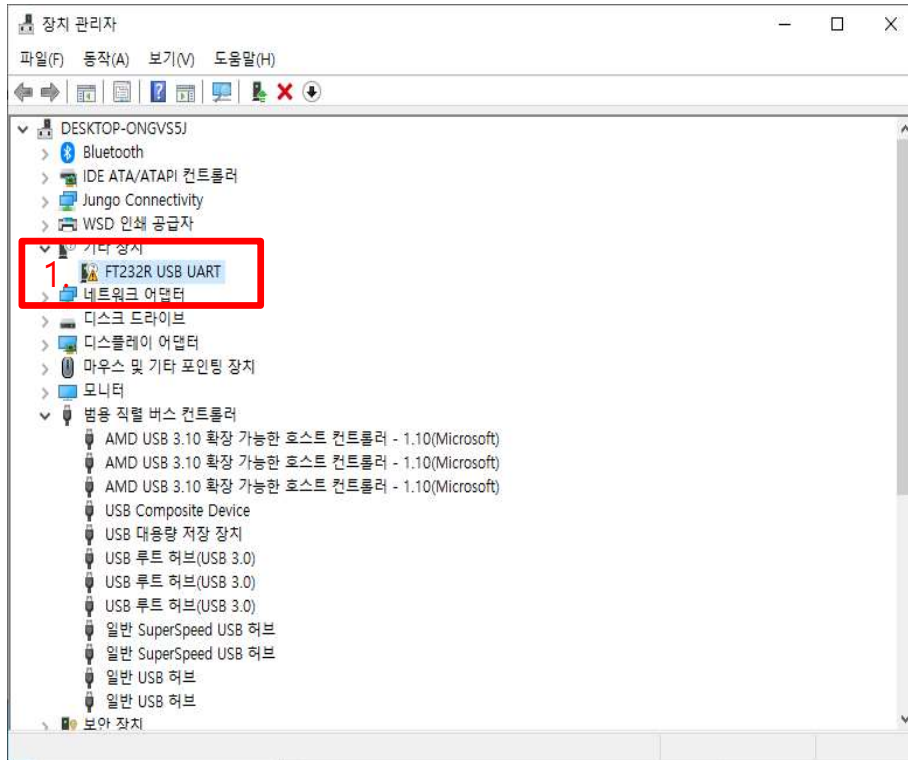 장치 관리자
파일(F) 동작(A) 보기(V) 도움말(H)
DESKTOP-ONGVS5J
Bluetooth
IDE ATA/ATAPI 컨트롤러
Jungo Connectivity
WSD 인쇄 공급자
기타 장치
1.
FT232R USB UART
네트워크 어댑터
디스크 드라이브
디스플레이 어댑터
마우스 및 기타 포인팅 장치
모니터
범용 직렬 버스 컨트롤러
AMD USB 3.10 확장 가능한 호스트 컨트롤러 - 1.10(Microsoft)
AMD USB 3.10 확장 가능한 호스트 컨트롤러 - 1.10(Microsoft)
AMD USB 3.10 확장 가능한 호스트 컨트롤러 - 1.10(Microsoft)
USB Composite Device
USB 대용량 저장 장치
USB 루트 허브(USB 3.0)
USB 루트 허브(USB 3.0)
USB 루트 허브(USB 3.0)
일반 SuperSpeed USB 허브
일반 SuperSpeed USB 허브
일반 USB 허브
일반 USB 허브
보안 장치